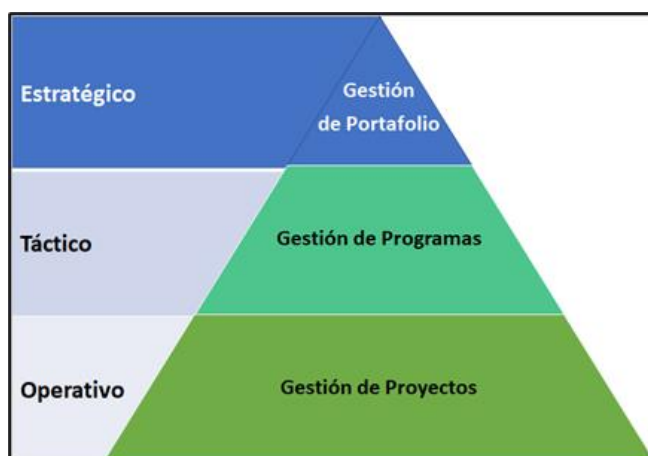 Estratégico
Gestión
de Portafolio
Táctico
Gestión de Programas
Operativo
Gestión de Proyectos